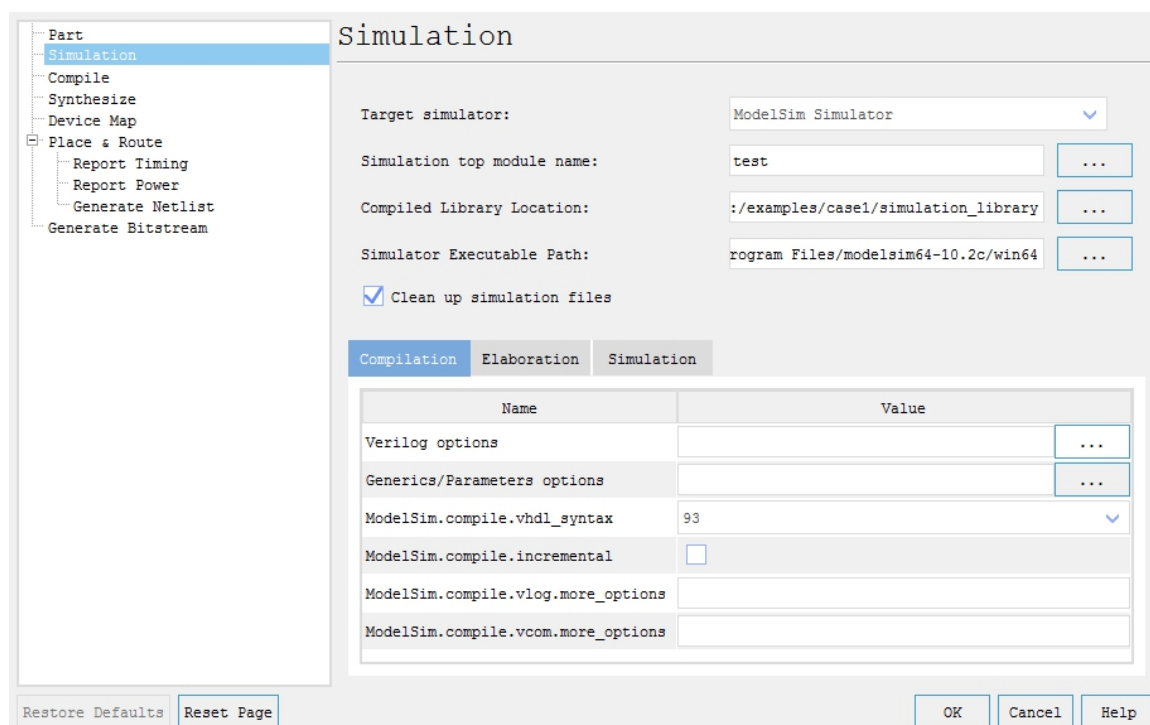 Part
Simulation
Compile
Synthesize
Device Map
Place & Route
Report Timing
Report Power
Generate Netlist
Generate Bitstream
Simulation
Target simulator: ModelSim Simulator
Simulation top module name: test ...
Compiled Library Location: :/examples/case1/simulation_library ...
Simulator Executable Path: rogram Files/modelsim64-10.2c/win64 ...
Clean up simulation files
Compilation Elaboration Simulation
Name Value
Verilog options ...
Generics/Parameters options ...
ModelSim.compile.vhdl_syntax 93
ModelSim.compile.incremental
ModelSim.compile.vlog.more_options
ModelSim.compile.vcom.more_options
Restore Defaults Reset Page OK Cancel Help